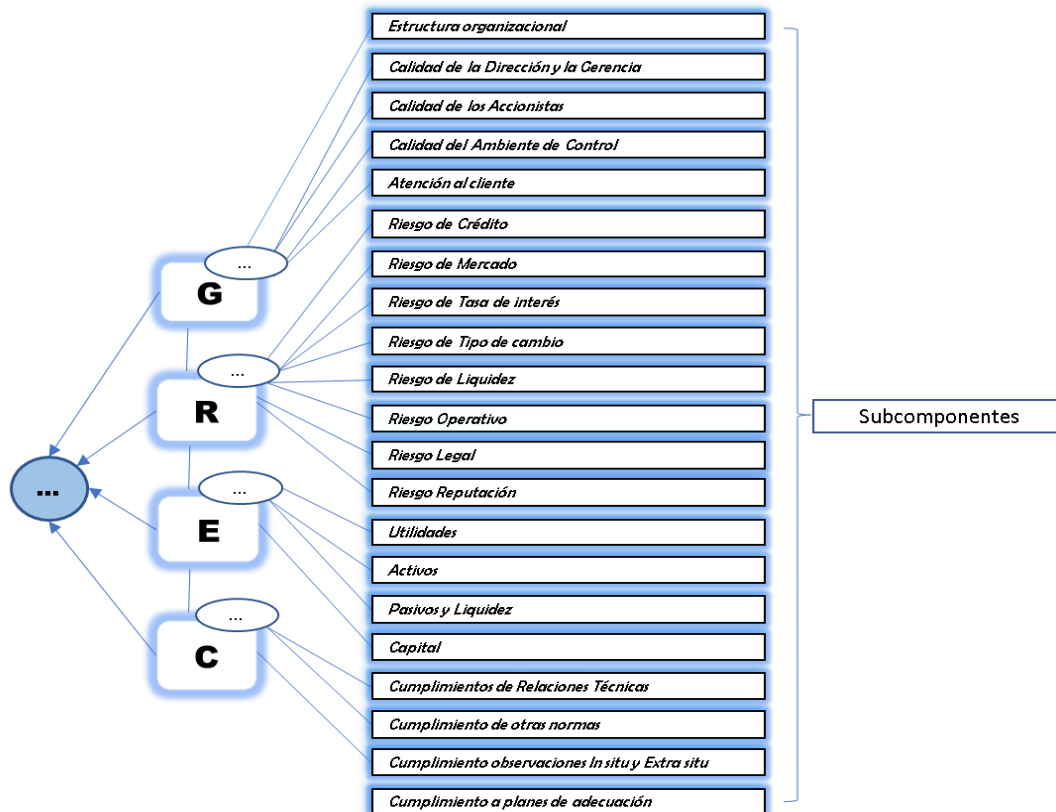 Estructura organizacional
Calidad de la Dirección y la Gerencia
Calidad de los Accionistas
Calidad del Ambiente de Control
Atención al cliente
Riesgo de Crédito
Riesgo de Mercado
Riesgo de Tasa de interés
Riesgo de Tipo de cambio
Riesgo de Liquidez
Riesgo Operativo
Riesgo Legal
Riesgo Reputación
Utilidades
Activos
Pasivos y Liquidez
Capital
Cumplimientos de Relaciones Técnicas
Cumplimiento de otras normas
Cumplimiento observaciones In situ y Extra situ
Cumplimiento a planes de adecuación
...
G
...
R
...
E
...
C
...
Subcomponentes